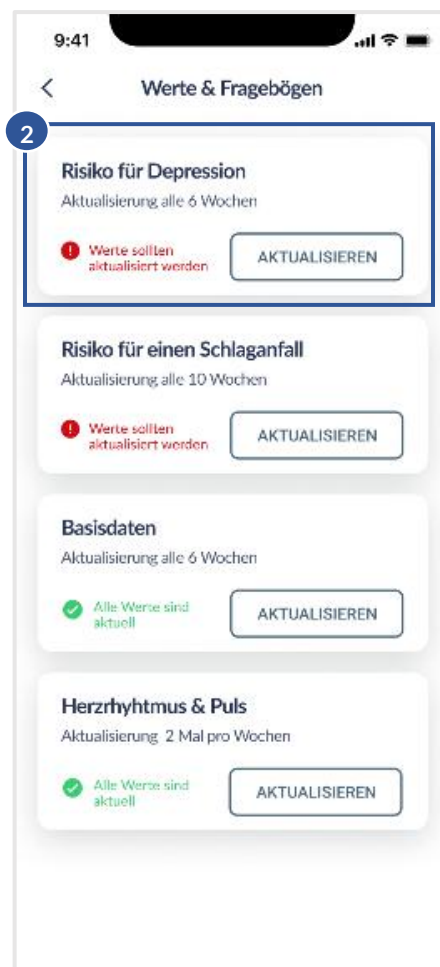 9:41
Werte & Fragebögen
2
Risiko für Depression
Aktualisierung alle 6 Wochen
Werte sollten
aktualisiert werden
AKTUALISIEREN
Risiko für einen Schlaganfall
Aktualisierung alle 10 Wochen
Werte sollten
aktualisiert werden
AKTUALISIEREN
Basisdaten
Aktualisierung alle 6 Wochen
Alle Werte sind
aktuell
AKTUALISIEREN
Herzrhyhtmus & Puls
Aktualisierung 2 Mal pro Wochen
Alle Werte sind
aktuell
AKTUALISIEREN